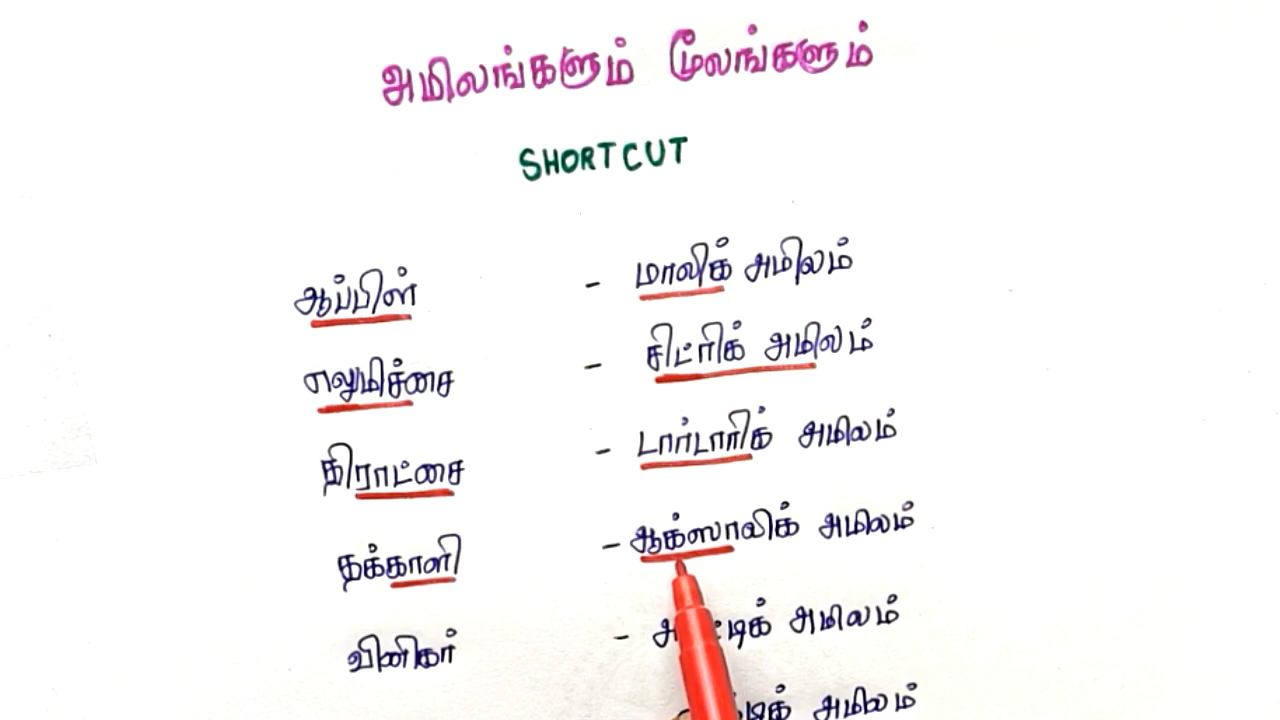 அமிலங்களும் மூலங்களும்
SHORTCUT
ஆப்பிள் - மாலிக் அமிலம்
எலுமிச்சை - சிட்ரிக் அமிலம்
திராட்சை - டார்டாரிக் அமிலம்
தக்காளி - ஆக்ஸாலிக் அமிலம்
வினிகர் - அமிலம்
அமிலம்